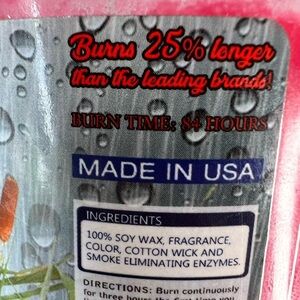 Burns 25% longer
than the leading brands!
BURN TIME: 84 HOURS
MADE IN USA
INGREDIENTS
100% SOY WAX, FRAGRANCE,
COLOR, COTTON WICK AND
SMOKE ELIMINATING ENZYMES.
DIRECTIONS: Burn continuously
for three hours the first time you